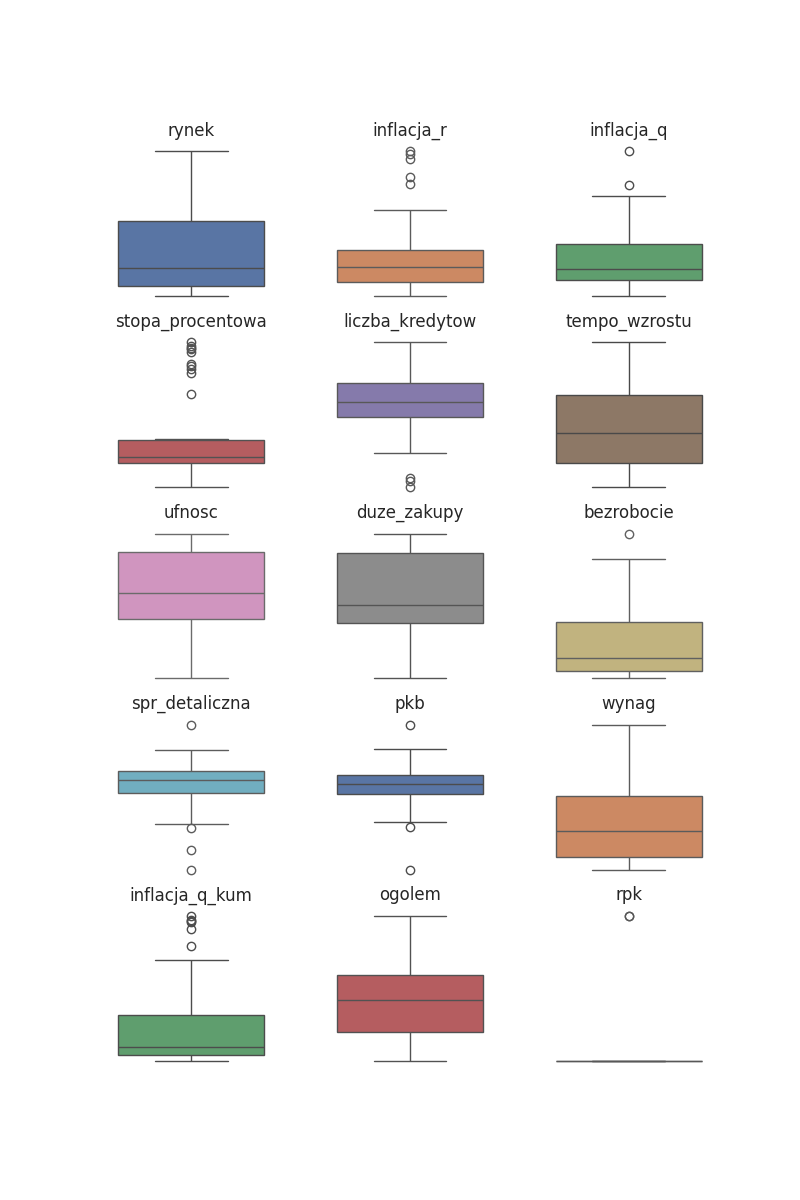 rynek
inflacja_r
inflacja_q
stopa_procentowa
liczba_kredytow
tempo_wzrostu
ufnosc
duze_zakupy
bezrobocie
spr_detaliczna
pkb
wynag
inflacja_q_kum
ogolem
rpk